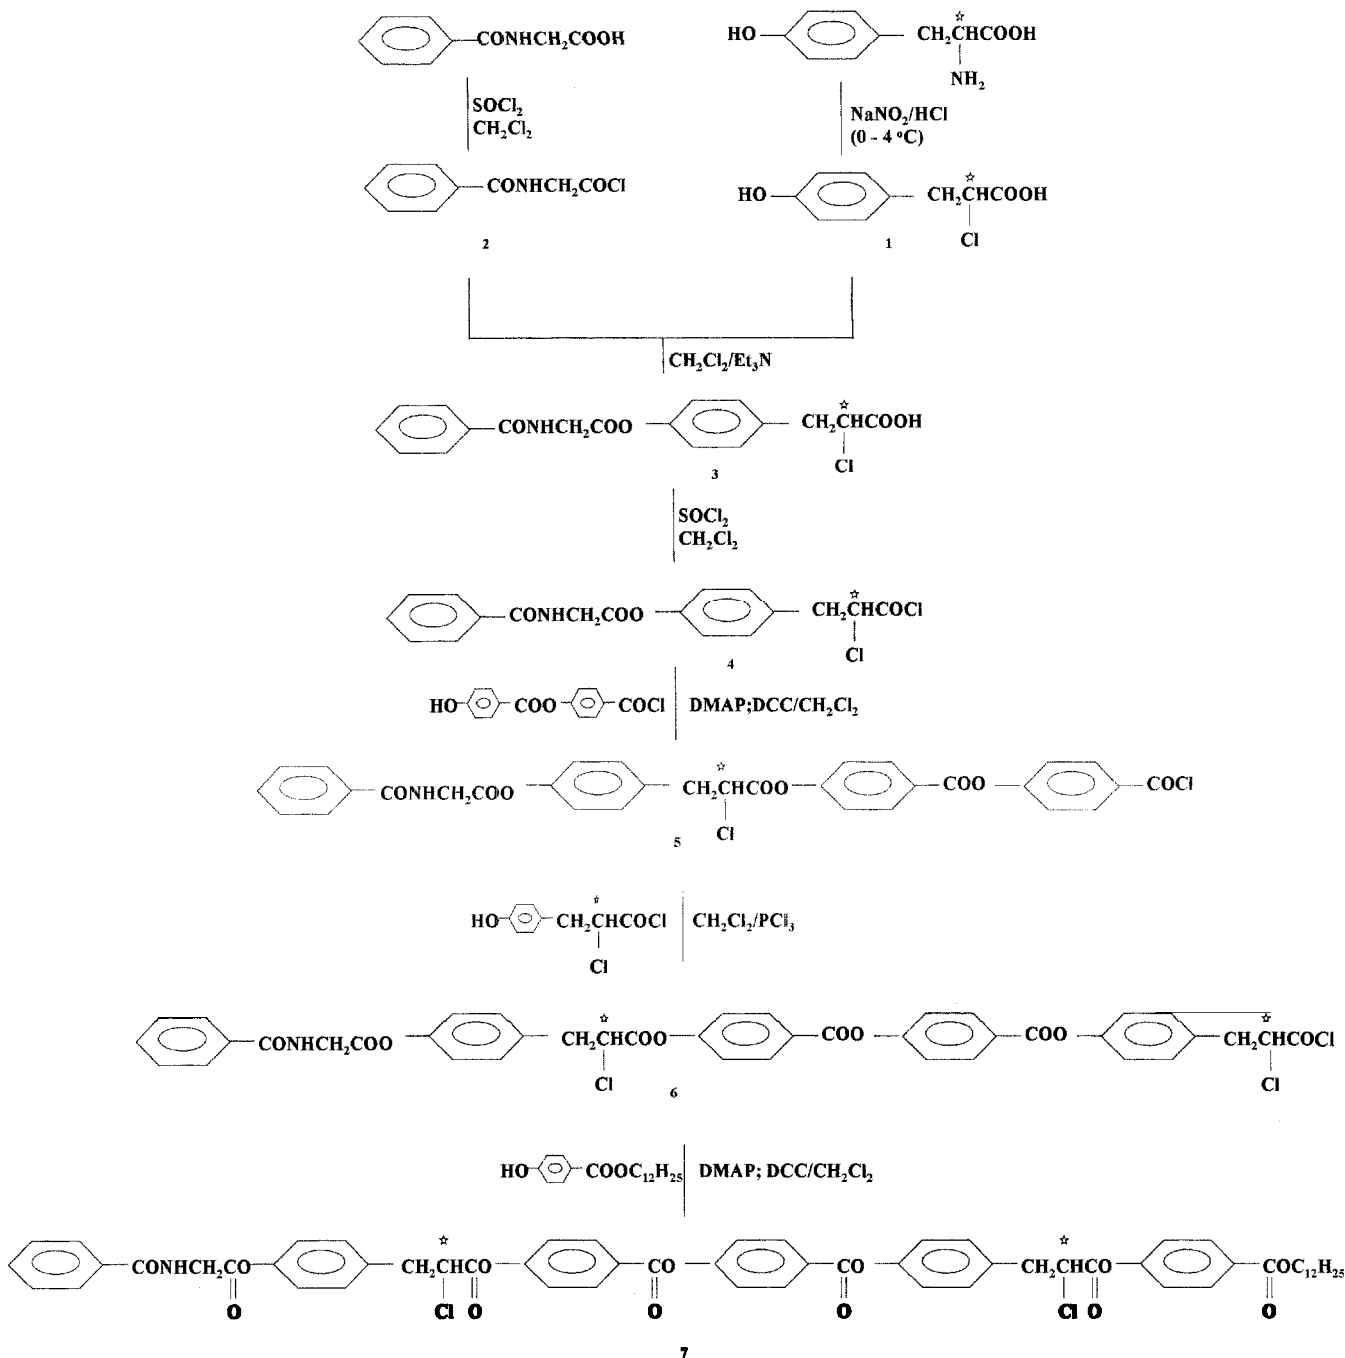 CONHCH₂COOH HO CH₂CHCOOH
☆
NH₂
SOCl₂
CH₂Cl₂
NaNO₂/HCl
(0 - 4 °C)
CONHCH₂COCl HO CH₂CHCOOH
☆
Cl
2 1
CH₂Cl₂/Et₃N
☆
CONHCH₂COO CH₂CHCOOH
Cl
3
SOCl₂
CH₂Cl₂
☆
CONHCH₂COO CH₂CHCOCl
Cl
4
HO COO COCl DMAP;DCC/CH₂Cl₂
☆
CONHCH₂COO CH₂CHCOO COO COCl
Cl
5
☆
HO CH₂CHCOCl CH₂Cl₂/PCl₃
Cl
☆ ☆
CONHCH₂COO CH₂CHCOO COO COO CH₂CHCOCl
Cl Cl
6
HO COOC₁₂H₂₅ DMAP; DCC/CH₂Cl₂
☆ ☆
CONHCH₂CO CH₂CHCO CO CO CH₂CHCO COC₁₂H₂₅
O Cl O O O Cl O O
7